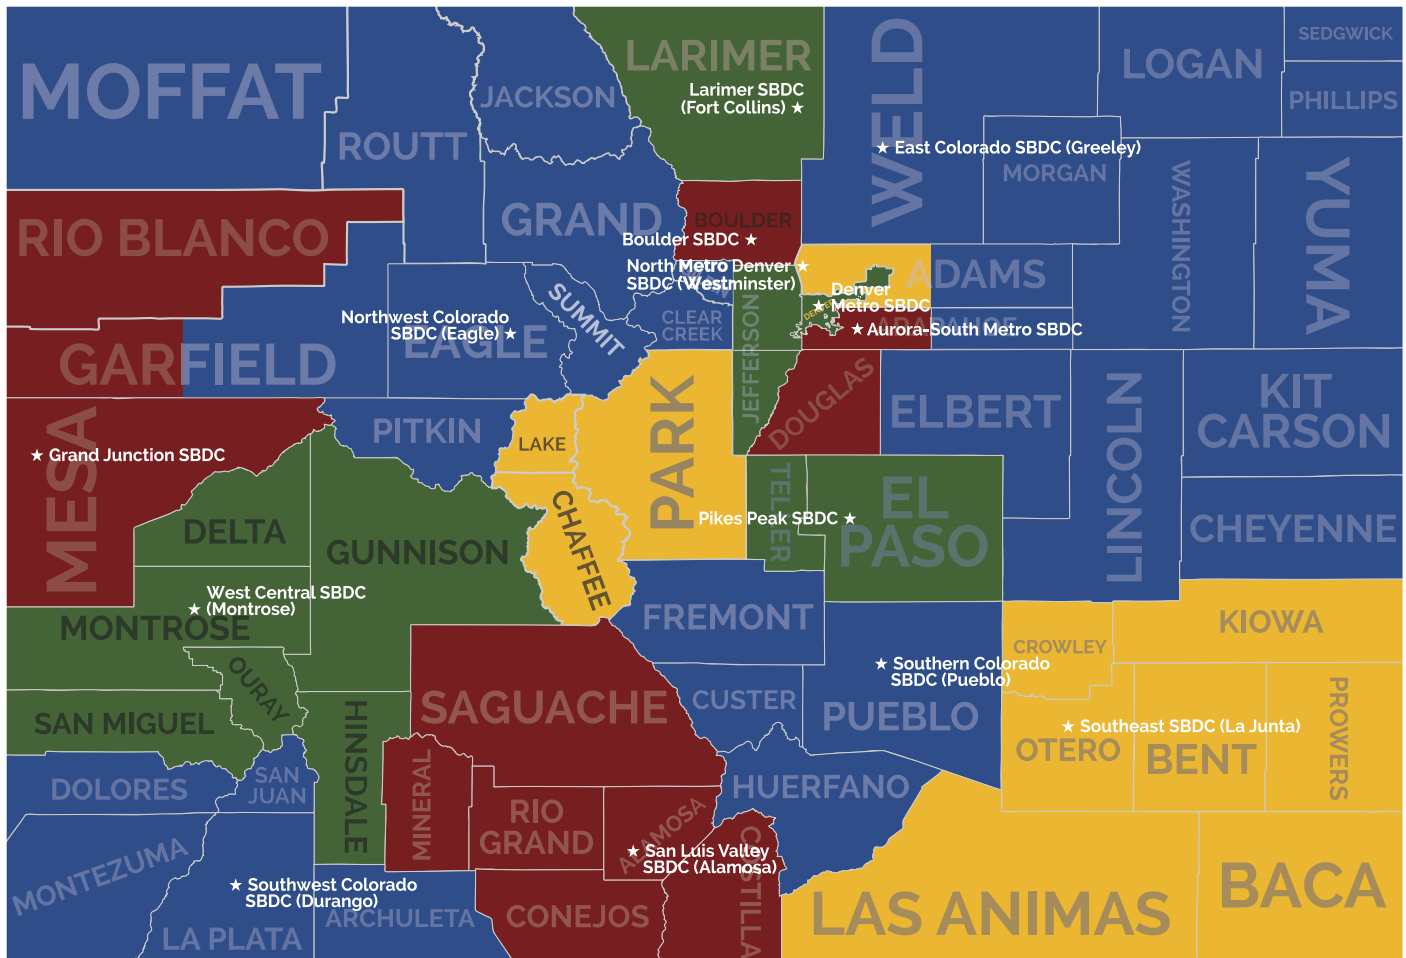 MOFFAT
ROUTT
JACKSON
LARIMER
Larimer SBDC
(Fort Collins)
WELD
LOGAN
SEDGWICK
PHILLIPS
East Colorado SBDC (Greeley)
MORGAN
WASHINGTON
YUMA
RIO BLANCO
GRAND
BOULDER
Boulder SBDC
North Metro Denver
SBDC (Westminster)
ADAMS
Denver
Metro SBDC
DENVER
ARAPAHOE
Aurora-South Metro SBDC
GARFIELD
Northwest Colorado
SBDC (Eagle)
EAGLE
SUMMIT
CLEAR
CREEK
JEFFERSON
DOUGLAS
ELBERT
LINCOLN
KIT
CARSON
MESA
Grand Junction SBDC
PITKIN
LAKE
PARK
CHAFFEE
TELLER
EL
PASO
Pikes Peak SBDC
CHEYENNE
DELTA
GUNNISON
West Central SBDC
(Montrose)
MONTROSE
OURAY
SAN MIGUEL
HINSDALE
SAGUACHE
FREMONT
CUSTER
PUEBLO
Southern Colorado
SBDC (Pueblo)
CROWLEY
KIOWA
OTERO
Southeast SBDC (La Junta)
BENT
PROWERS
DOLORES
SAN
JUAN
MINERAL
RIO
GRAND
ALAMOSA
San Luis Valley
SBDC (Alamosa)
HUERFANO
COSTILLA
MONTEZUMA
Southwest Colorado
SBDC (Durango)
LA PLATA
ARCHULETA
CONEJOS
LAS ANIMAS
BACA